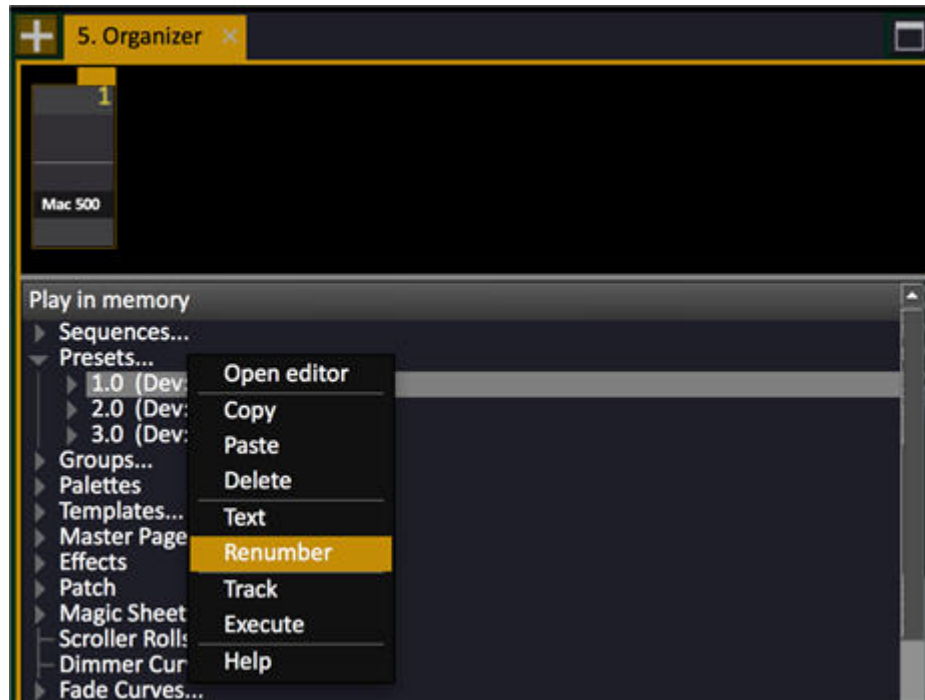 5. Organizer
1
Mac 500
Play in memory
Sequences...
Presets...
1.0 (Dev:
2.0 (Dev:
3.0 (Dev:
Groups...
Palettes
Templates...
Master Page
Effects
Patch
Magic Sheet
Scroller Rolls
Dimmer Cur
Fade Curves...
Open editor
Copy
Paste
Delete
Text
Renumber
Track
Execute
Help